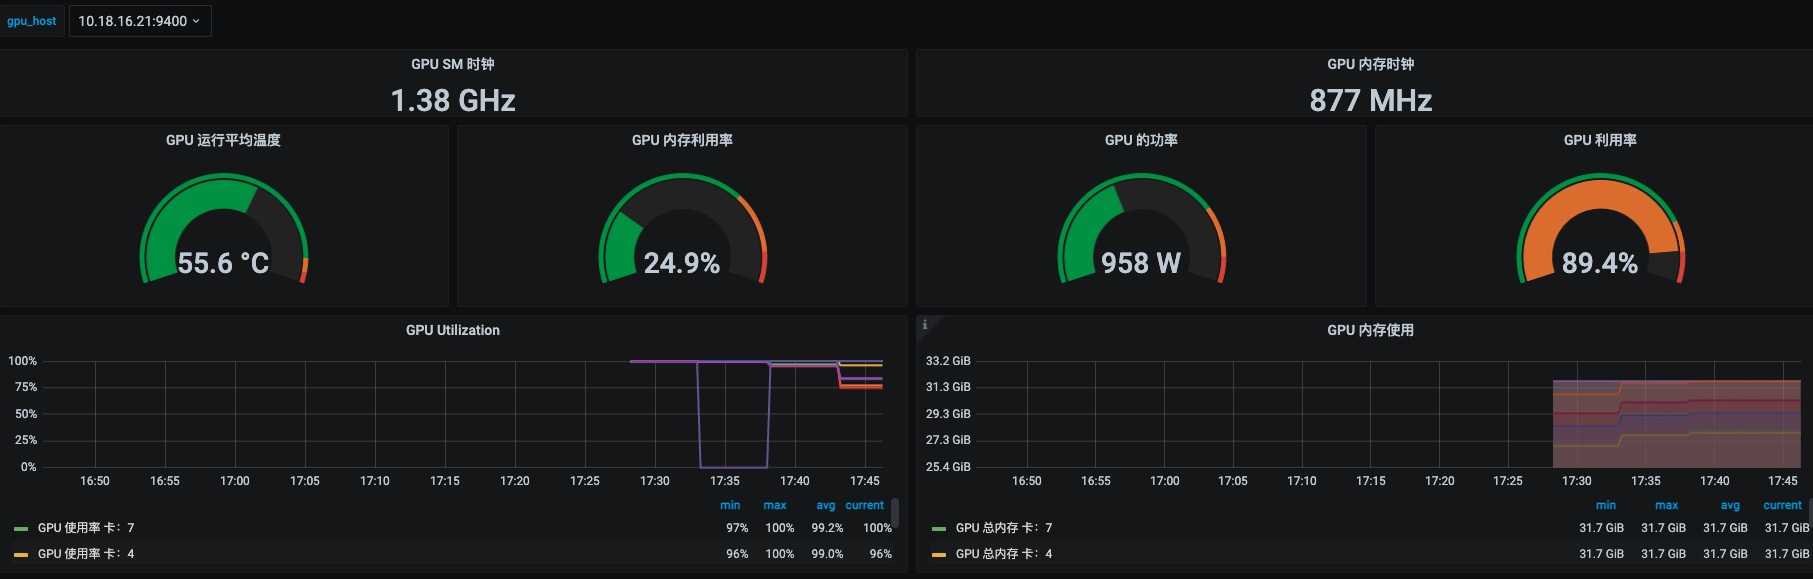 gpu_host 10.18.16.21:9400
GPU SM 时钟
1.38 GHz
GPU 内存时钟
877 MHz
GPU 运行平均温度
55.6 °C
GPU 内存利用率
24.9%
GPU 的功率
958 W
GPU 利用率
89.4%
GPU Utilization
100%
75%
50%
25%
0%
16:50 16:55 17:00 17:05 17:10 17:15 17:20 17:25 17:30 17:35 17:40 17:45
min max avg current
GPU 使用率 卡：7 97% 100% 99.2% 100%
GPU 使用率 卡：4 96% 100% 99.0% 96%
i
GPU 内存使用
33.2 GiB
31.3 GiB
29.3 GiB
27.3 GiB
25.4 GiB
16:50 16:55 17:00 17:05 17:10 17:15 17:20 17:25 17:30 17:35 17:40 17:45
min max avg current
GPU 总内存 卡：7 31.7 GiB 31.7 GiB 31.7 GiB 31.7 GiB
GPU 总内存 卡：4 31.7 GiB 31.7 GiB 31.7 GiB 31.7 GiB